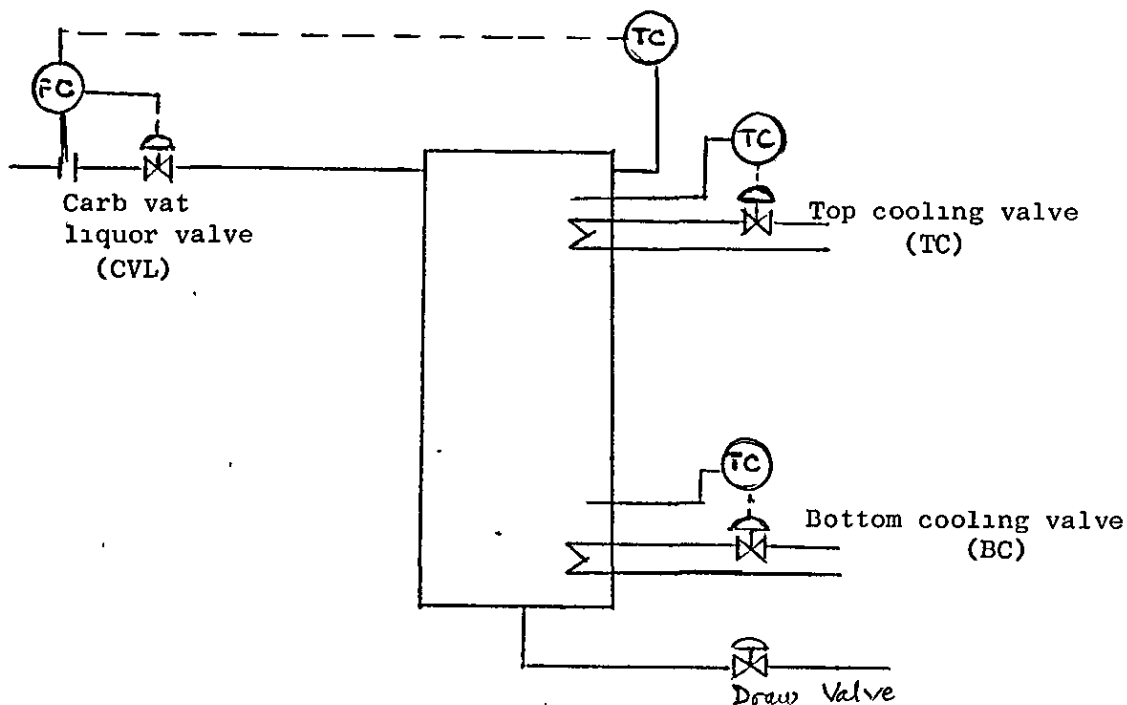 TC
FC
TC
Carb vat
liquor valve
(CVL)
Top cooling valve
(TC)
TC
Bottom cooling valve
(BC)
Draw Valve